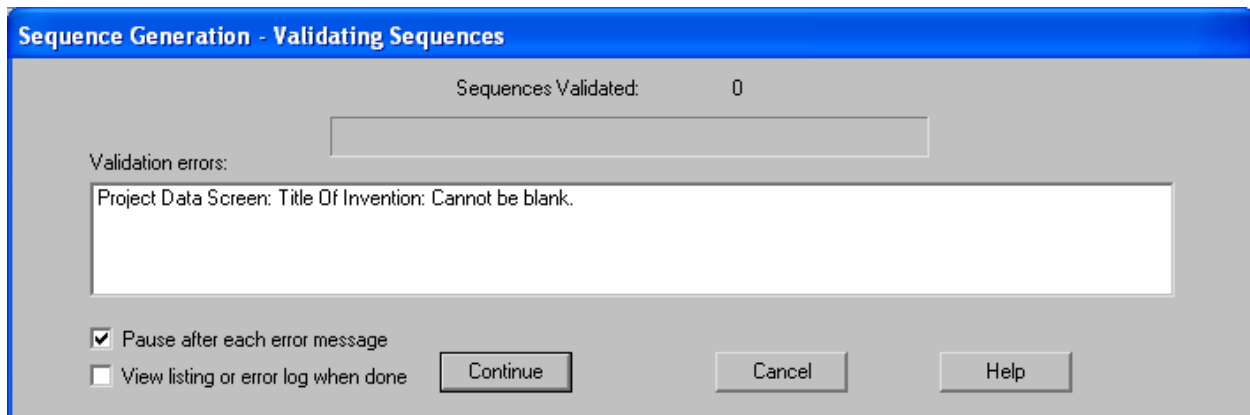 Sequence Generation - Validating Sequences
Sequences Validated: 0
Validation errors:
Project Data Screen: Title Of Invention: Cannot be blank.
Pause after each error message
View listing or error log when done
Continue
Cancel
Help